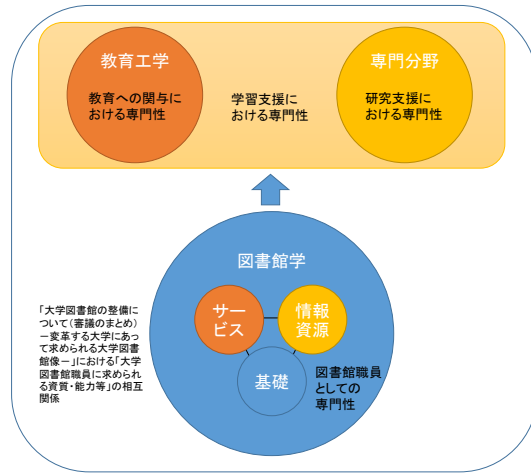 教育工学
教育への関与に
おける専門性
学習支援に
おける専門性
専門分野
研究支援に
おける専門性
図書館学
サー
ビス
情報
資源
基礎
図書館職員
としての
専門性
「大学図書館の整備に
ついて(審議のまとめ)
－変革する大学にあっ
て求められる大学図書
館像－」における「大学
図書館職員に求められ
る資質・能力等」の相互
関係